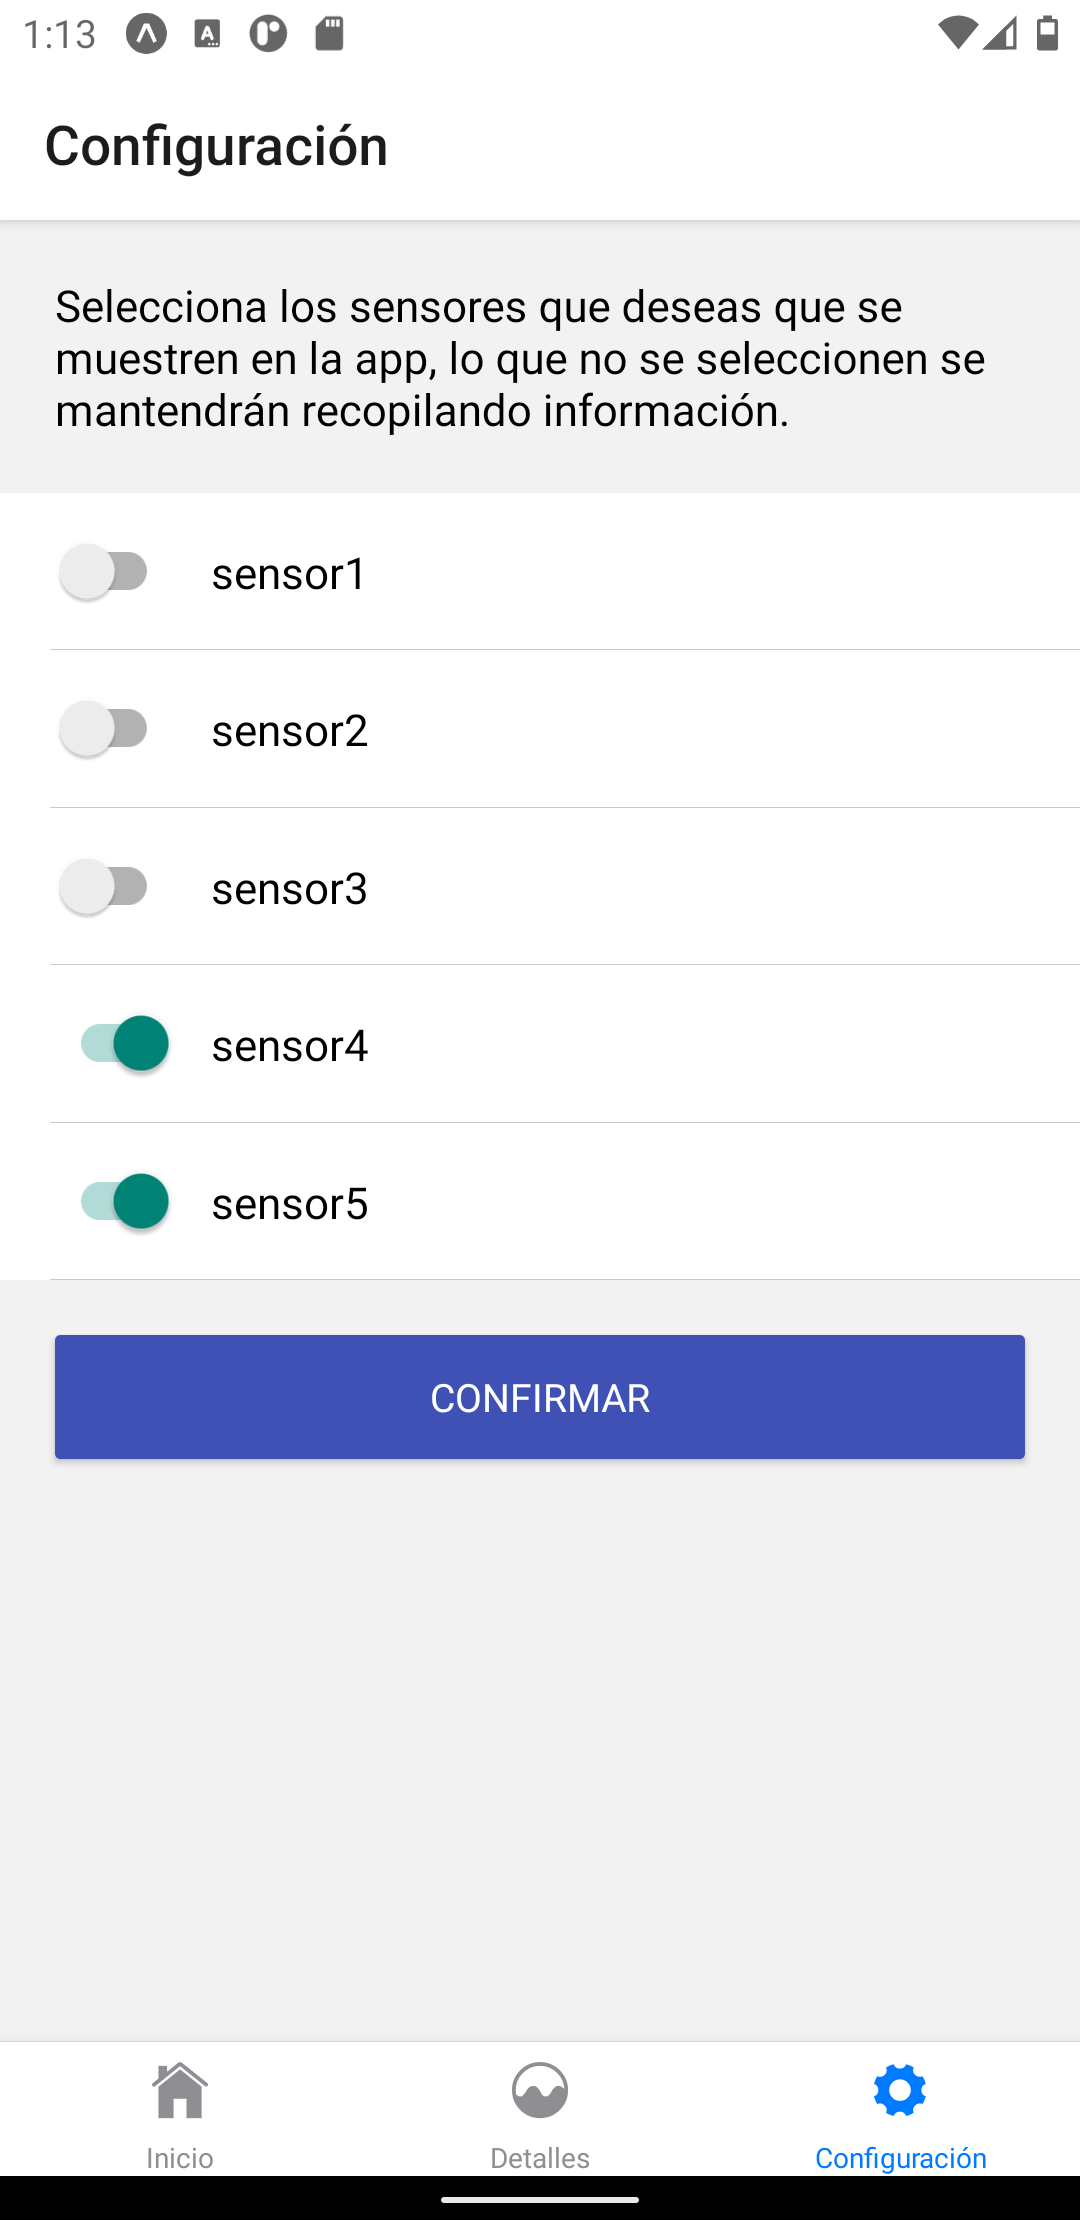 1:13
Configuración
Selecciona los sensores que deseas que se
muestren en la app, lo que no se seleccionen se
mantendrán recopilando información.
sensor1
sensor2
sensor3
sensor4
sensor5
CONFIRMAR
Inicio
Detalles
Configuración